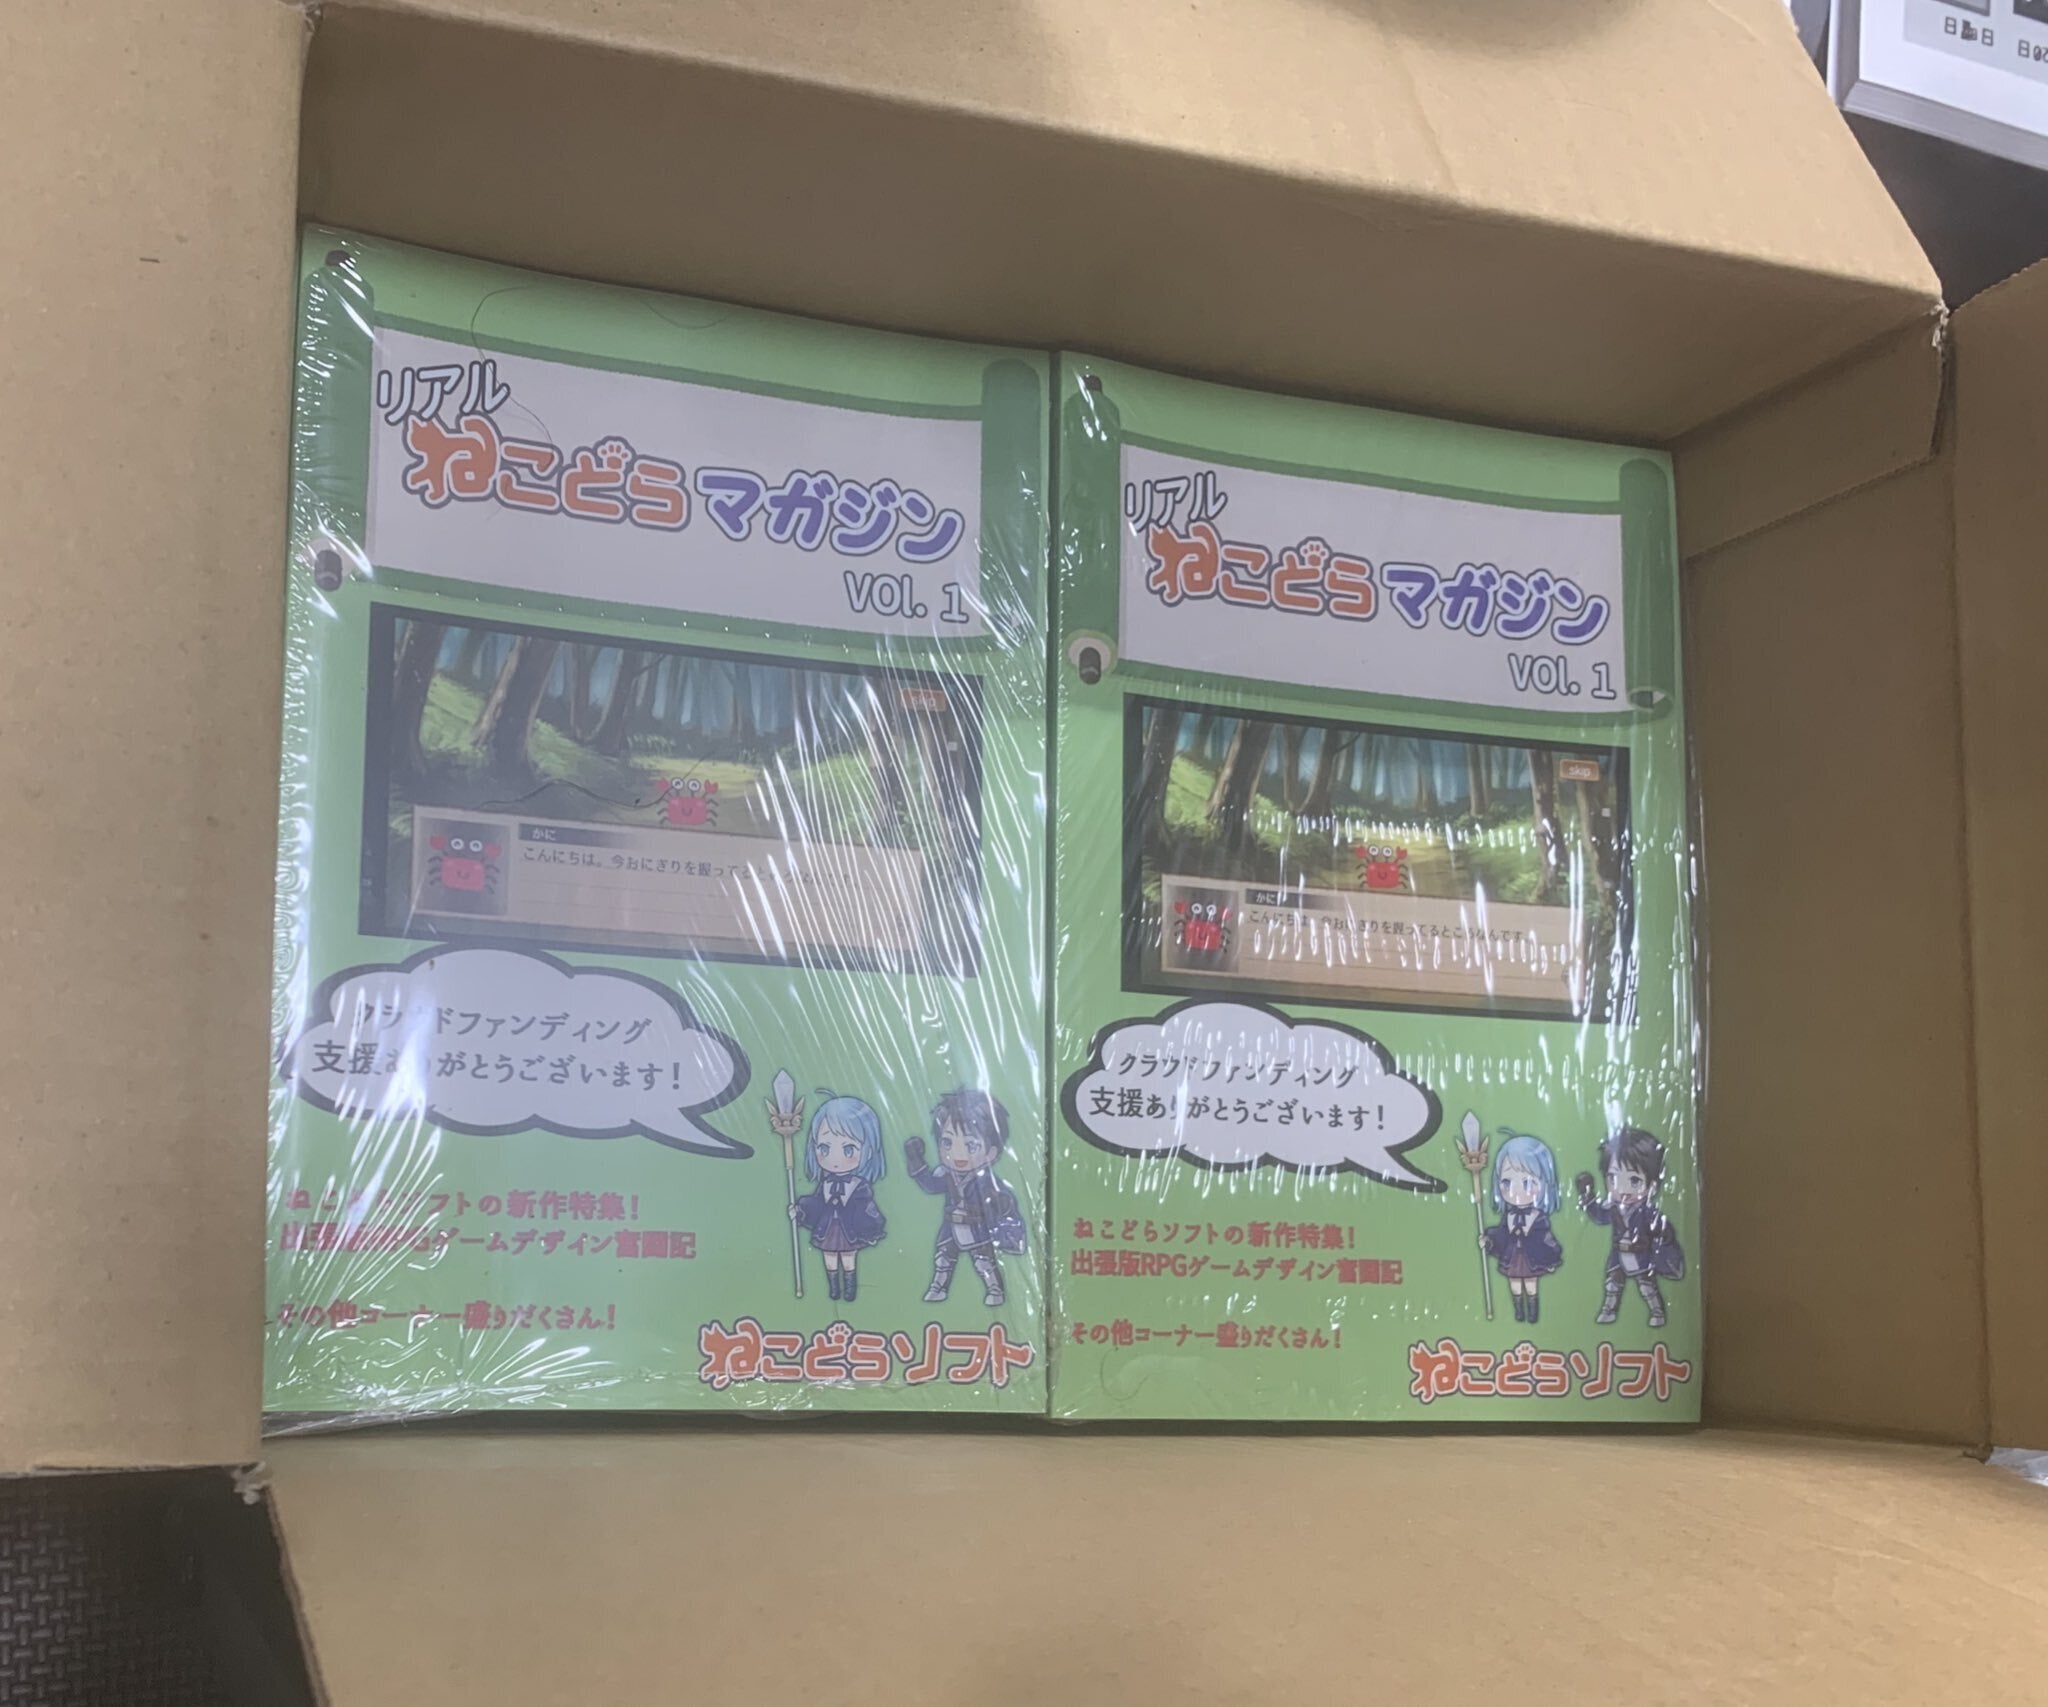 リアル
ねこどらマガジン
VOl. 1
skip
かに
こんにちは。今おにぎりを握ってるところなんです。
クラウドファンディング
支援ありがとうございます!
ねこどらソフトの新作特集!
出張版RPGゲームデザイン奮闘記
その他コーナー盛りだくさん!
ねこどらソフト
リアル
ねこどらマガジン
VOl. 1
skip
かに
こんにちは。今おにぎりを握ってるところなんです。
クラウドファンディング
支援ありがとうございます!
ねこどらソフトの新作特集!
出張版RPGゲームデザイン奮闘記
その他コーナー盛りだくさん!
ねこどらソフト